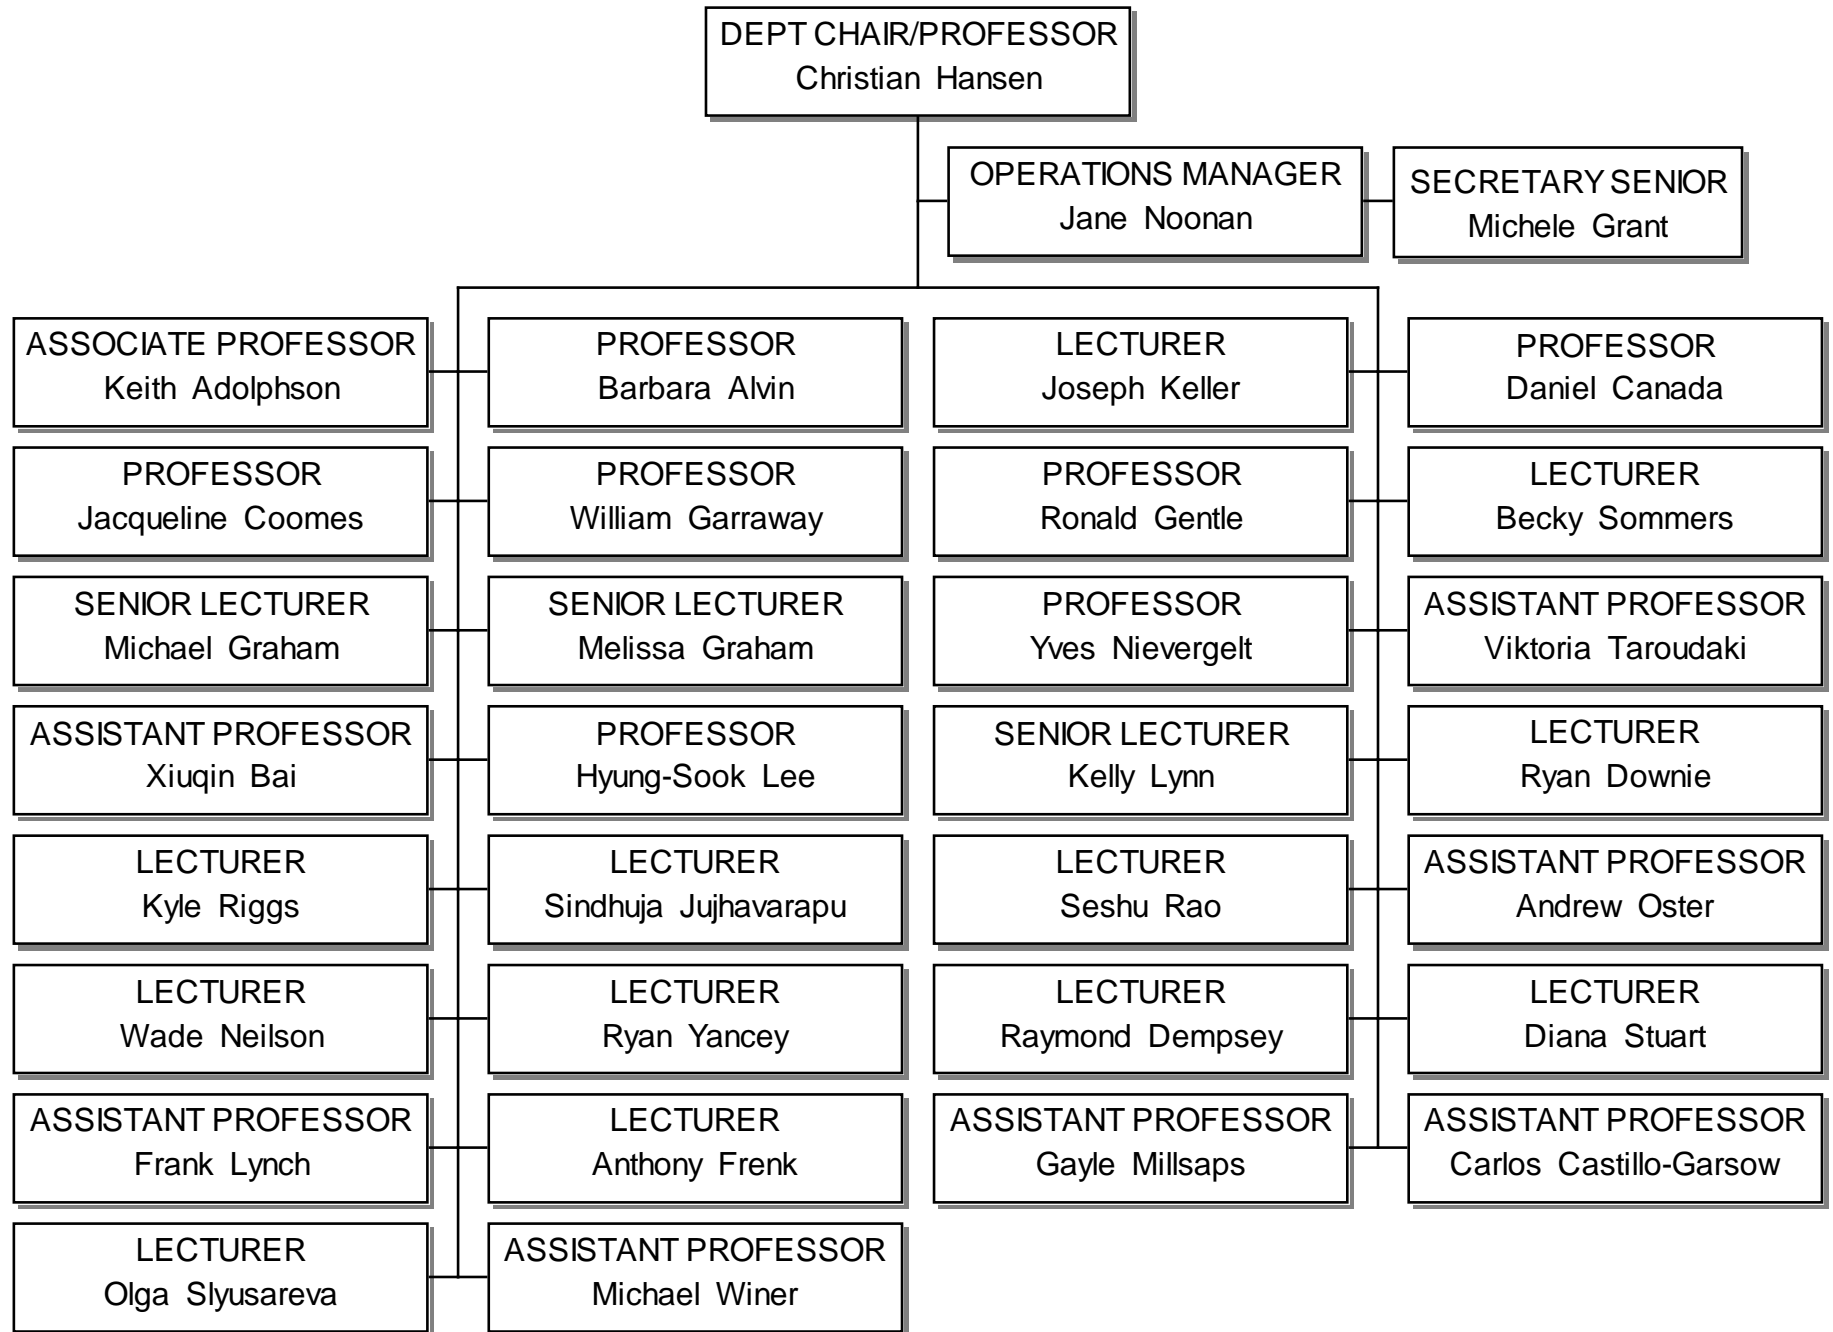 DEPT CHAIR/PROFESSOR
Christian Hansen
OPERATIONS MANAGER
Jane Noonan
SECRETARY SENIOR
Michele Grant
ASSOCIATE PROFESSOR
Keith Adolphson
PROFESSOR
Barbara Alvin
LECTURER
Joseph Keller
PROFESSOR
Daniel Canada
PROFESSOR
Jacqueline Coomes
PROFESSOR
William Garraway
PROFESSOR
Ronald Gentle
LECTURER
Becky Sommers
SENIOR LECTURER
Michael Graham
SENIOR LECTURER
Melissa Graham
PROFESSOR
Yves Nievergelt
ASSISTANT PROFESSOR
Viktoria Taroudaki
ASSISTANT PROFESSOR
Xiuqin Bai
PROFESSOR
Hyung-Sook Lee
SENIOR LECTURER
Kelly Lynn
LECTURER
Ryan Downie
LECTURER
Kyle Riggs
LECTURER
Sindhuja Jujhavarapu
LECTURER
Seshu Rao
ASSISTANT PROFESSOR
Andrew Oster
LECTURER
Wade Neilson
LECTURER
Ryan Yancey
LECTURER
Raymond Dempsey
LECTURER
Diana Stuart
ASSISTANT PROFESSOR
Frank Lynch
LECTURER
Anthony Frenk
ASSISTANT PROFESSOR
Gayle Millsaps
ASSISTANT PROFESSOR
Carlos Castillo-Garsow
LECTURER
Olga Slyusareva
ASSISTANT PROFESSOR
Michael Winer